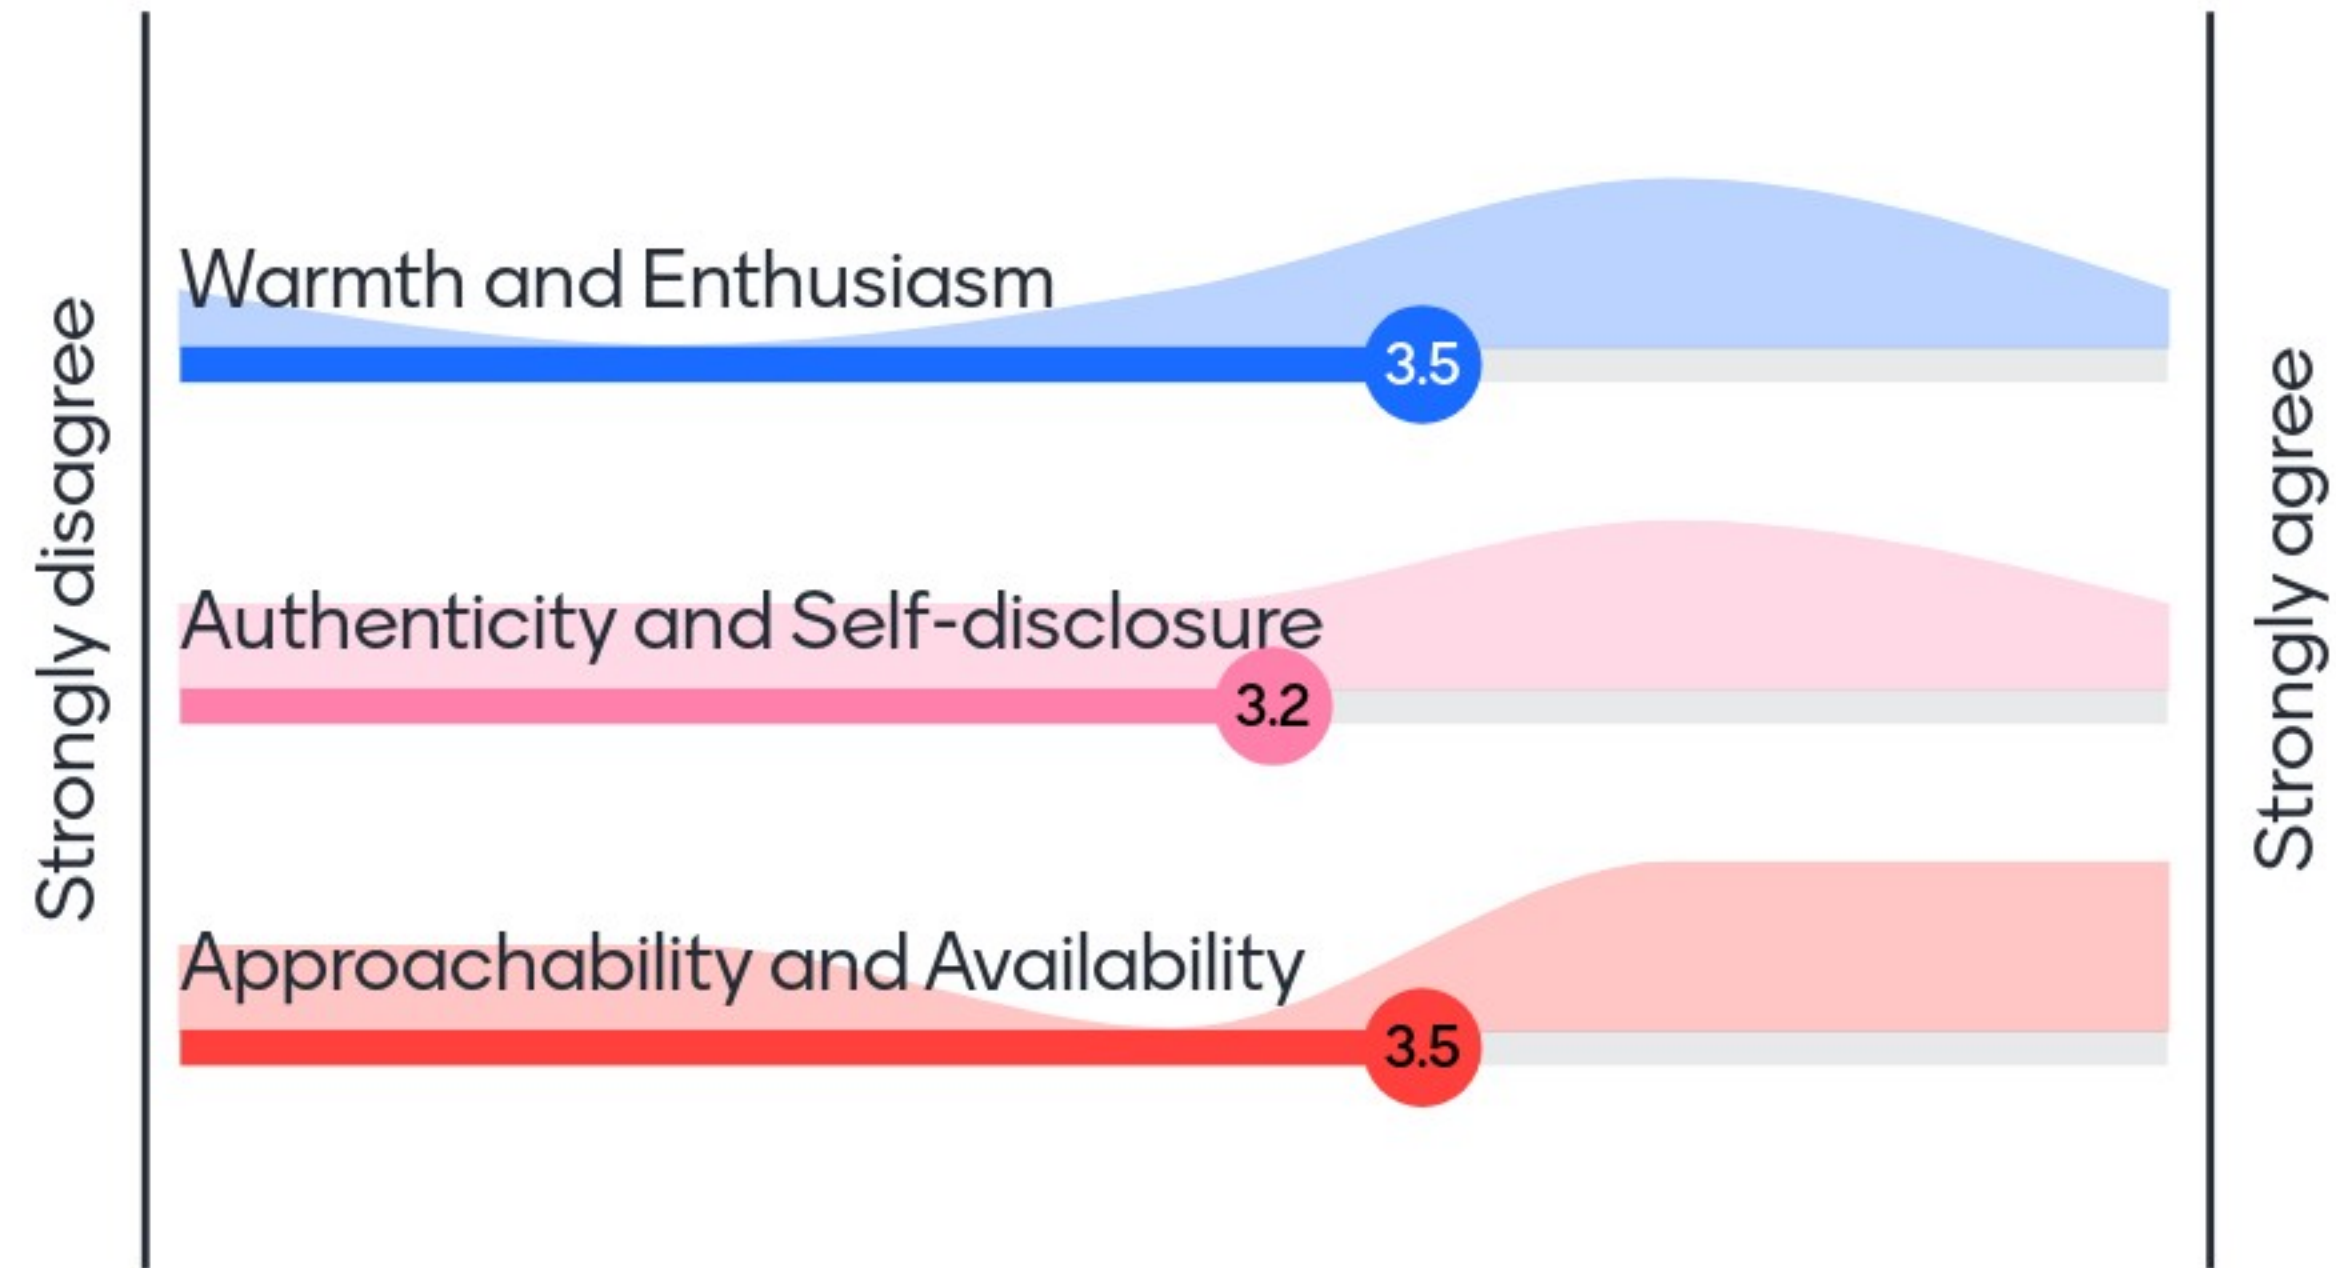 Strongly disagree
Warmth and Enthusiasm
3.5
Authenticity and Self-disclosure
3.2
Approachability and Availability
3.5
Strongly agree